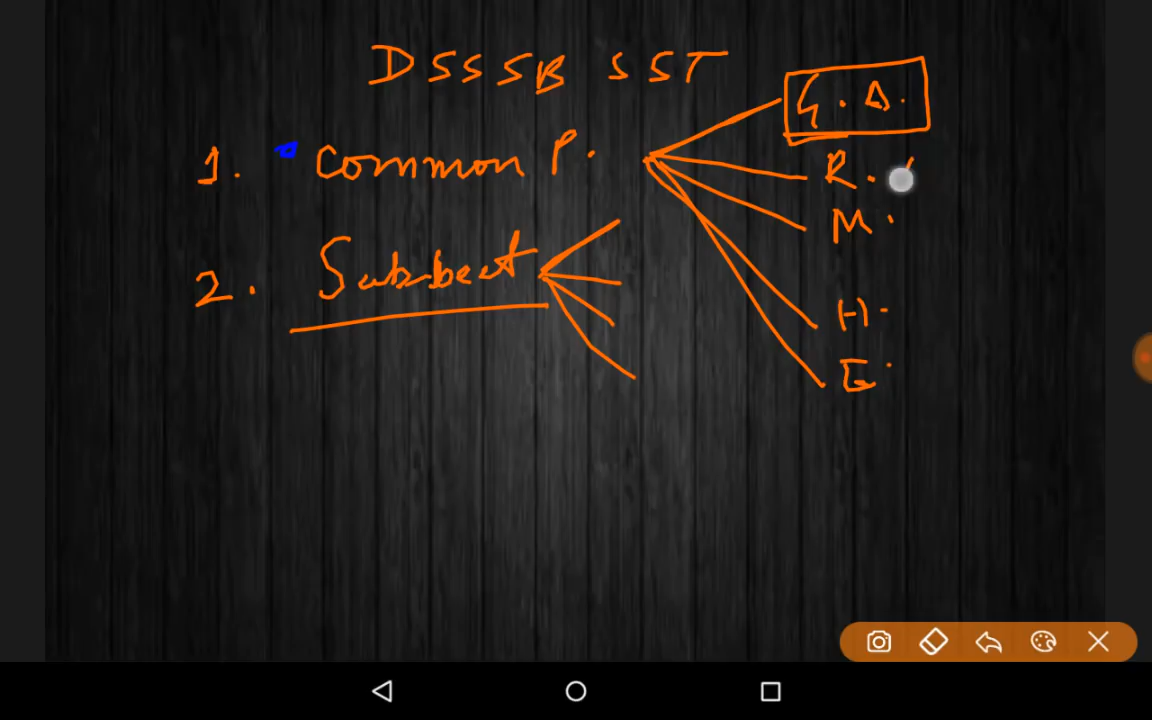 DSSSB SST
1. Common P.
G.A.
R.
M.
2. Subject
H.
E.